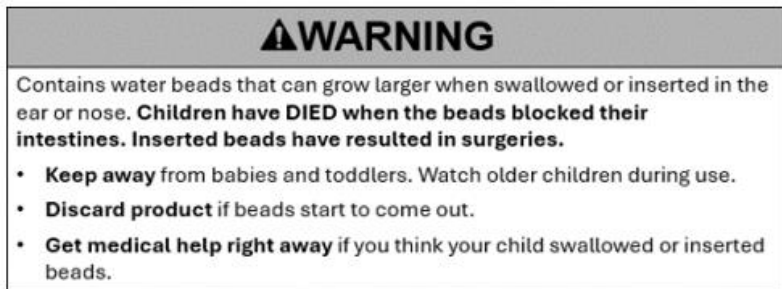 ⚠WARNING
Contains water beads that can grow larger when swallowed or inserted in the
ear or nose. Children have DIED when the beads blocked their
intestines. Inserted beads have resulted in surgeries.
• Keep away from babies and toddlers. Watch older children during use.
• Discard product if beads start to come out.
• Get medical help right away if you think your child swallowed or inserted
beads.